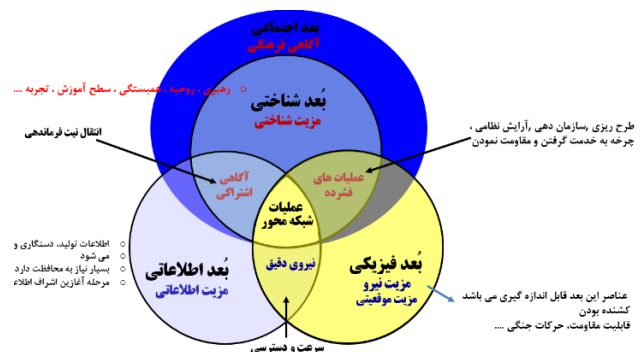 بُعد اجتماعی
آگاهی فرهنگی
رهبری ، روحیه ، همبستگی ، سطح آموزش ، تجربه ....
بُعد شناختی
مزیت شناختی
انتقال نیت فرماندهی
طرح ریزی ,سازمان دهی ,آرایش نظامی ،
چرخه به خدمت گرفتن و مقاومت نمودن
آگاهی
اشتراکی
عملیات های
فشرده
عملیات
شبکه محور
اطلاعات تولید، دستگاری و
می شود
بسیار نیاز به محافظت دارد
مرحله آغازین اشراف اطلاء
بُعد اطلاعاتی
مزیت اطلاعاتی
نیروی دقیق
بُعد فیزیکی
مزیت نیرو
مزیت موقعیتی
عناصر این بعد قابل اندازه گیری می باشد
کشنده بودن
قابلیت مقاومت، حرکات جنگی ....
سرعت و دسترسی